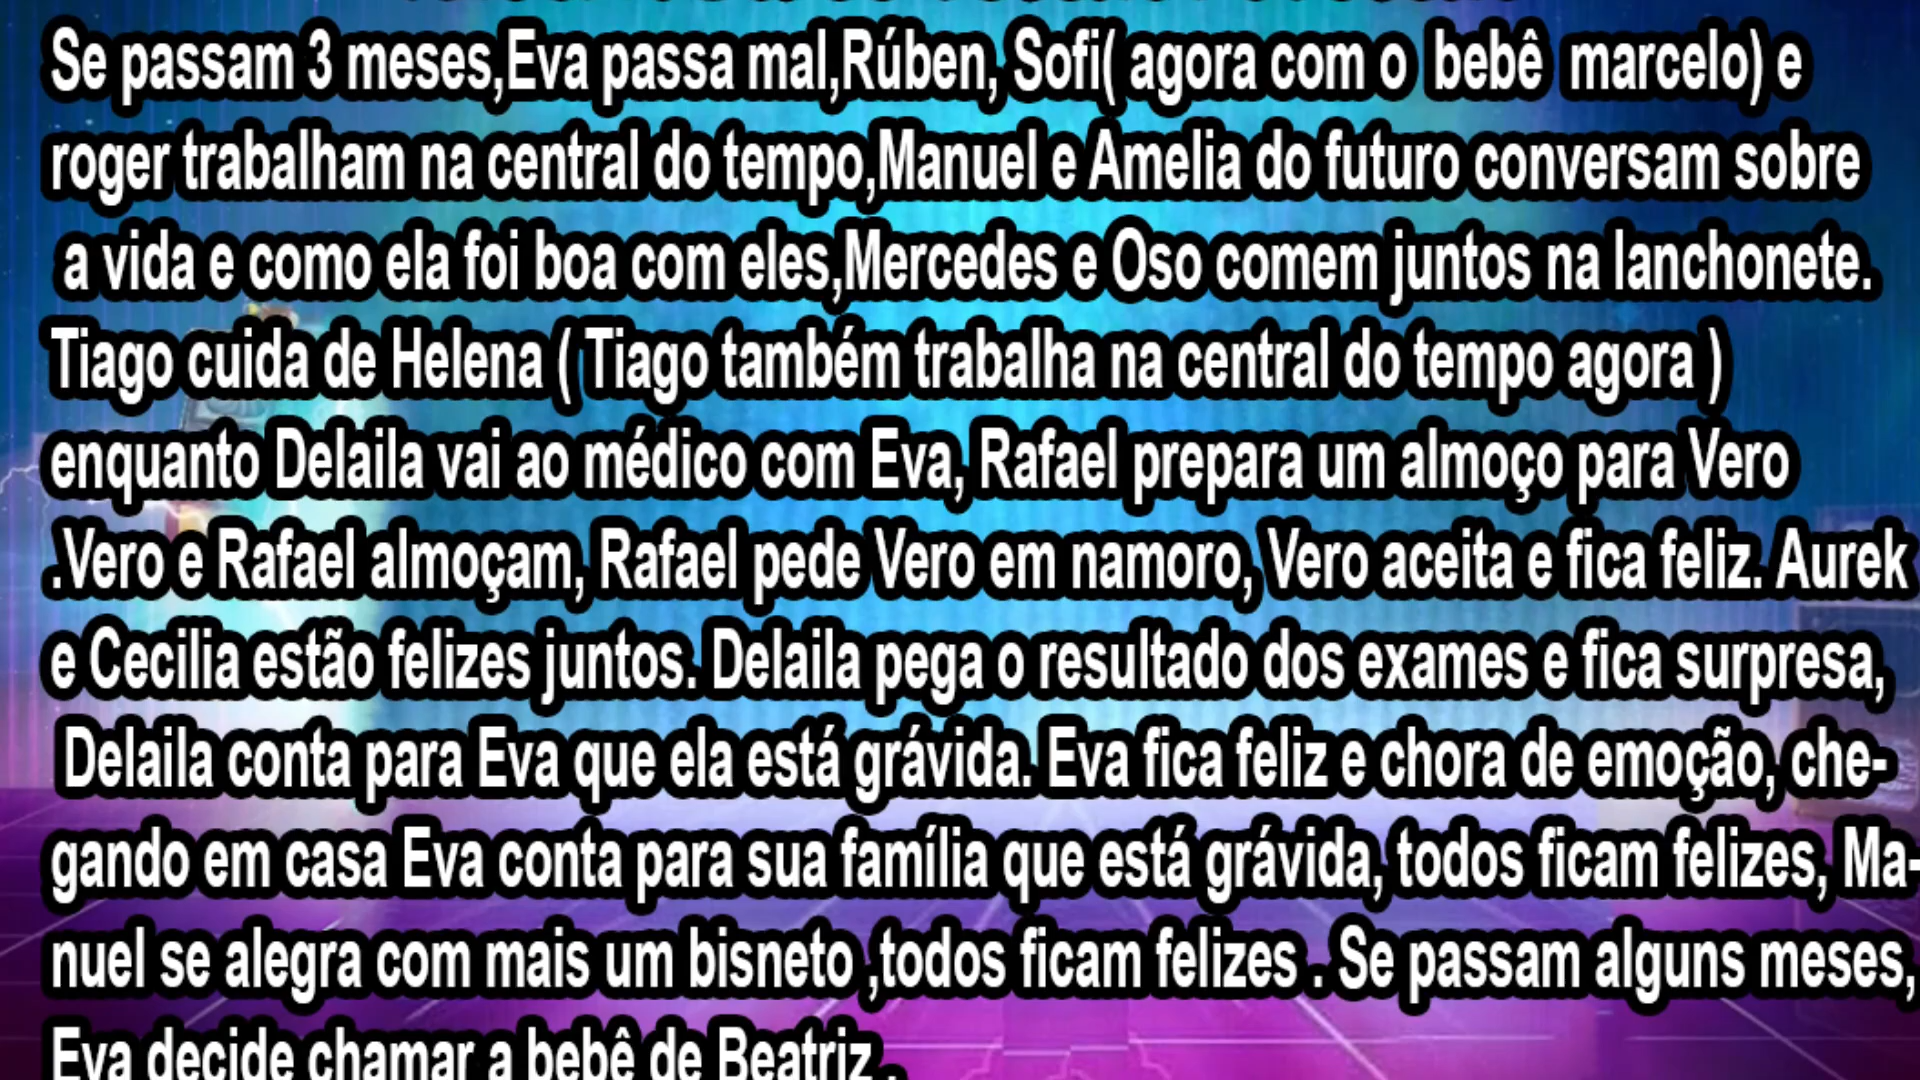 Se passam 3 meses,Eva passa mal,Rúben, Sofi( agora com o bebê marcelo) e
roger trabalham na central do tempo,Manuel e Amelia do futuro conversam sobre
a vida e como ela foi boa com eles,Mercedes e Oso comem juntos na lanchonete.
Tiago cuida de Helena ( Tiago também trabalha na central do tempo agora )
enquanto Delaila vai ao médico com Eva, Rafael prepara um almoço para Vero
.Vero e Rafael almoçam, Rafael pede Vero em namoro, Vero aceita e fica feliz. Aurek
e Cecilia estão felizes juntos. Delaila pega o resultado dos exames e fica surpresa,
Delaila conta para Eva que ela está grávida. Eva fica feliz e chora de emoção, che-
gando em casa Eva conta para sua família que está grávida, todos ficam felizes, Ma-
nuel se alegra com mais um bisneto ,todos ficam felizes . Se passam alguns meses,
Eva decide chamar a bebê de Beatriz .